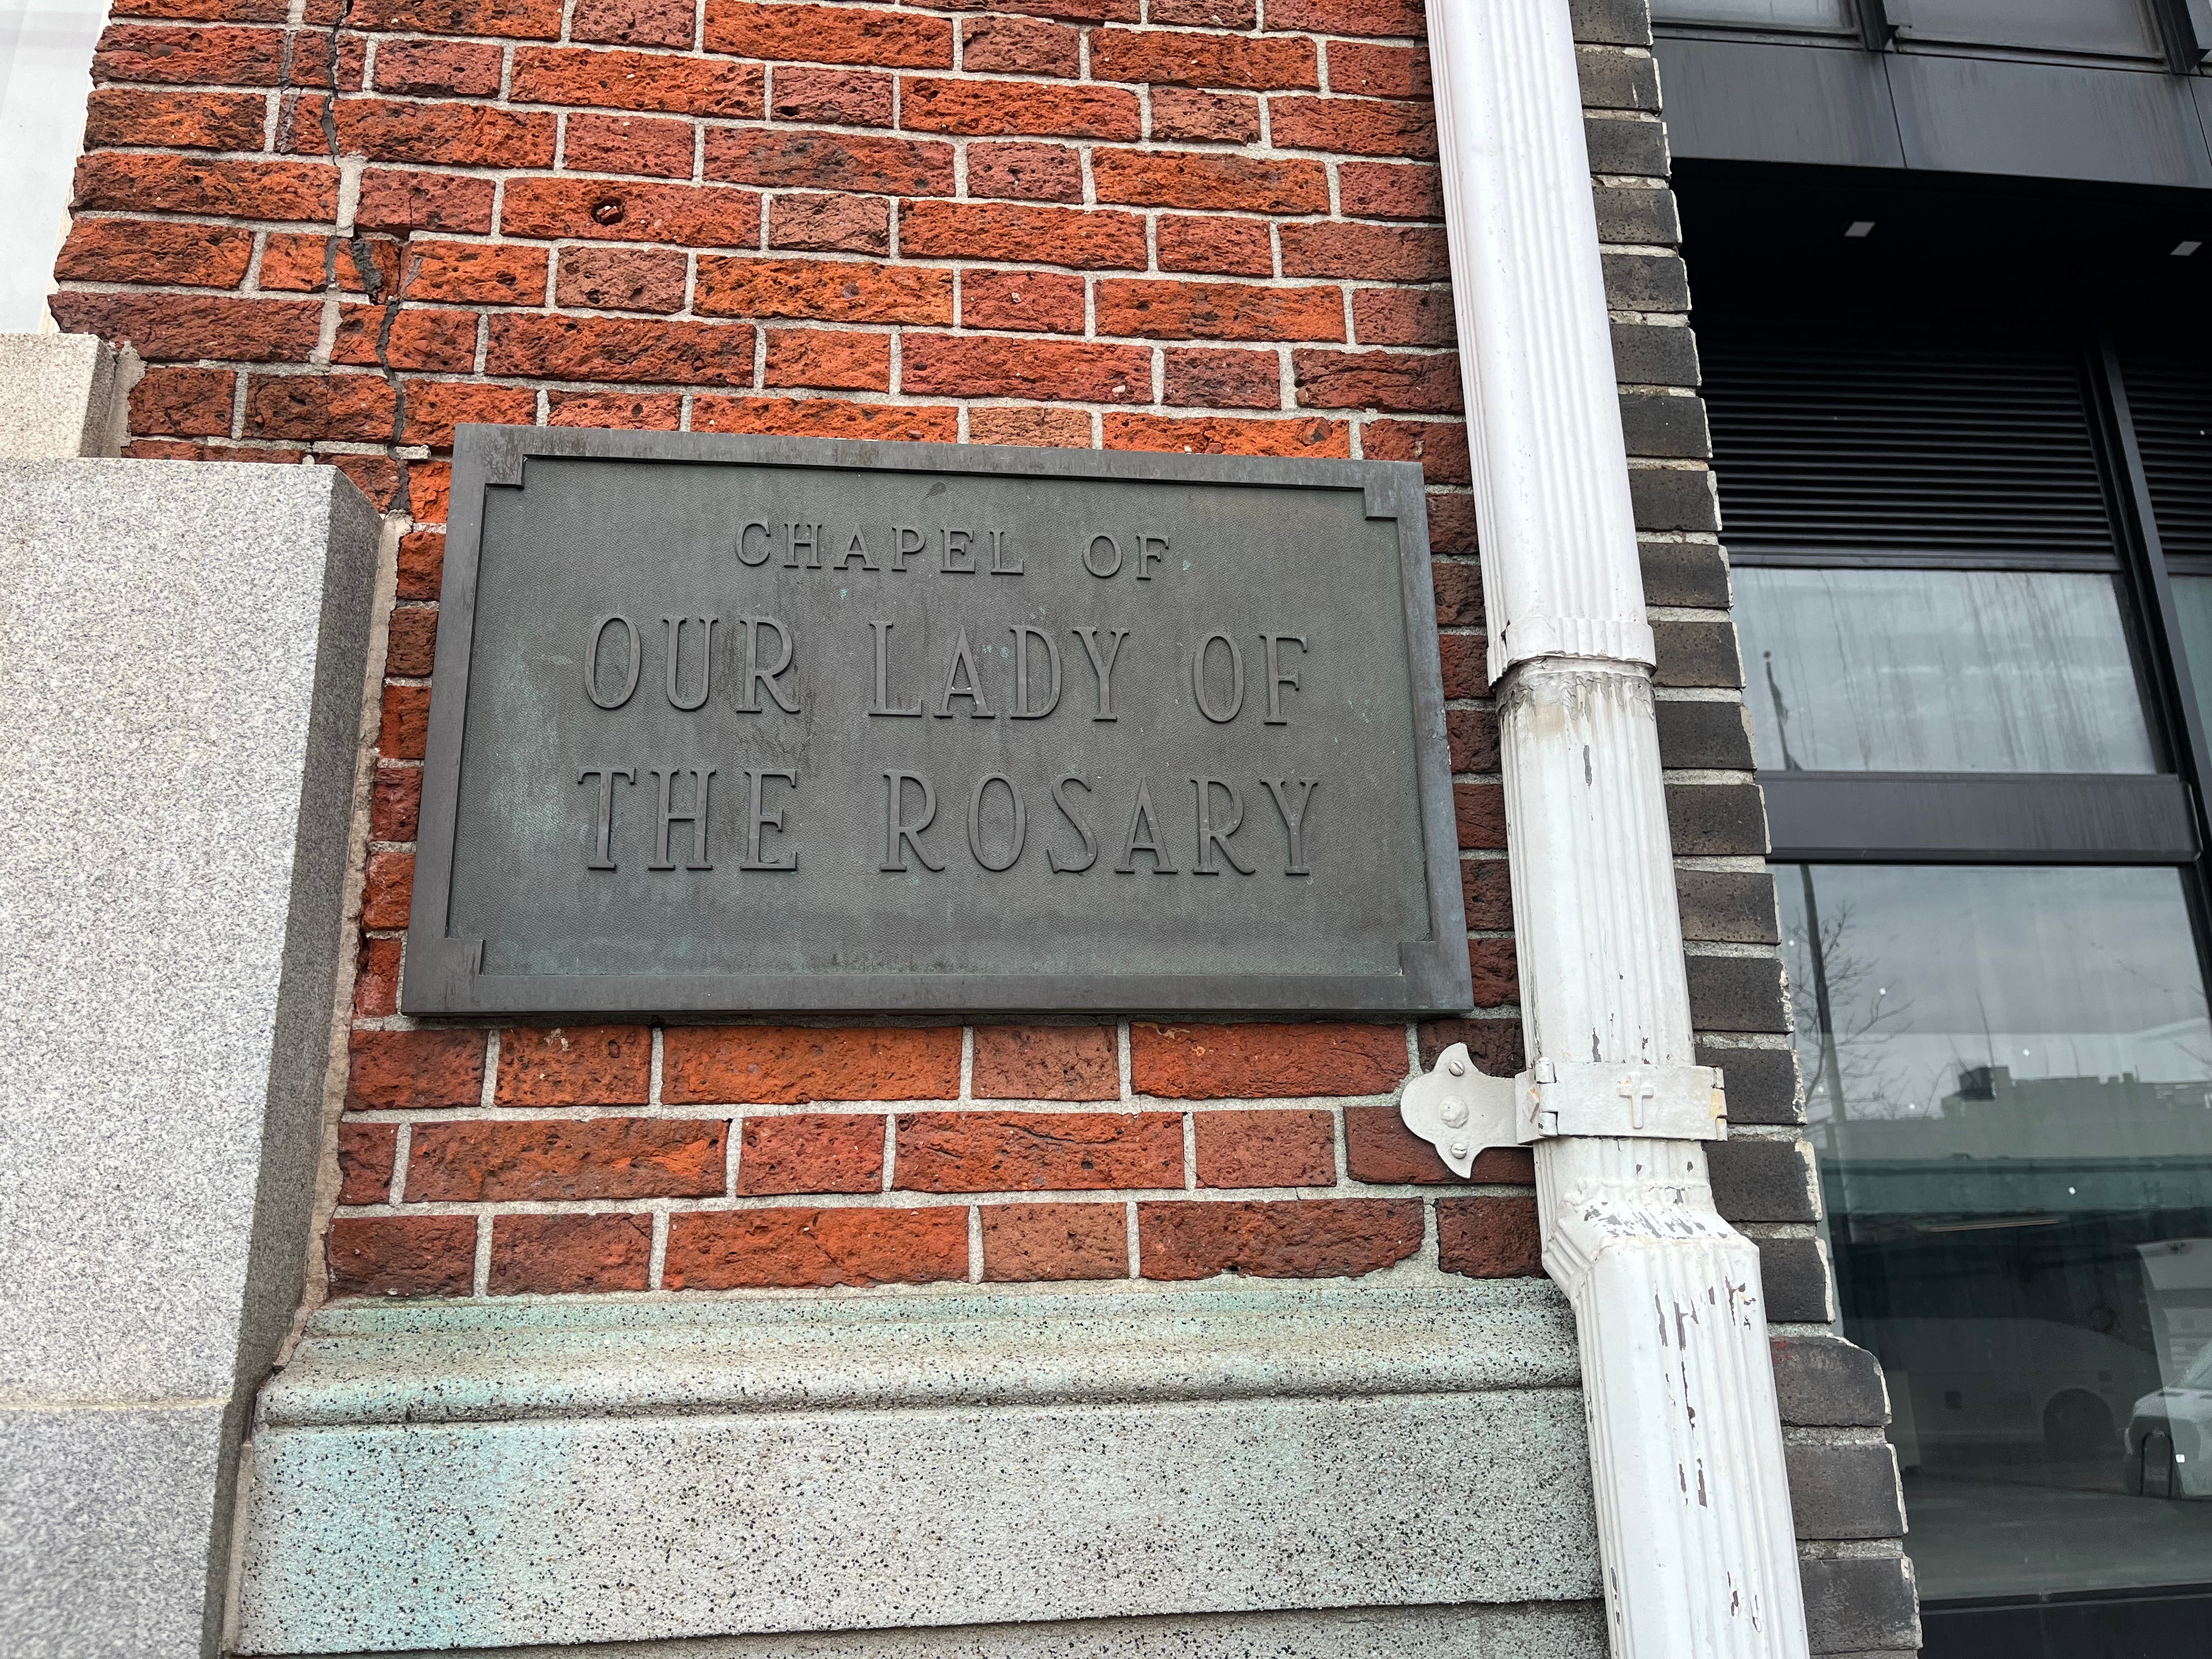 CHAPEL OF
OUR LADY OF
THE ROSARY